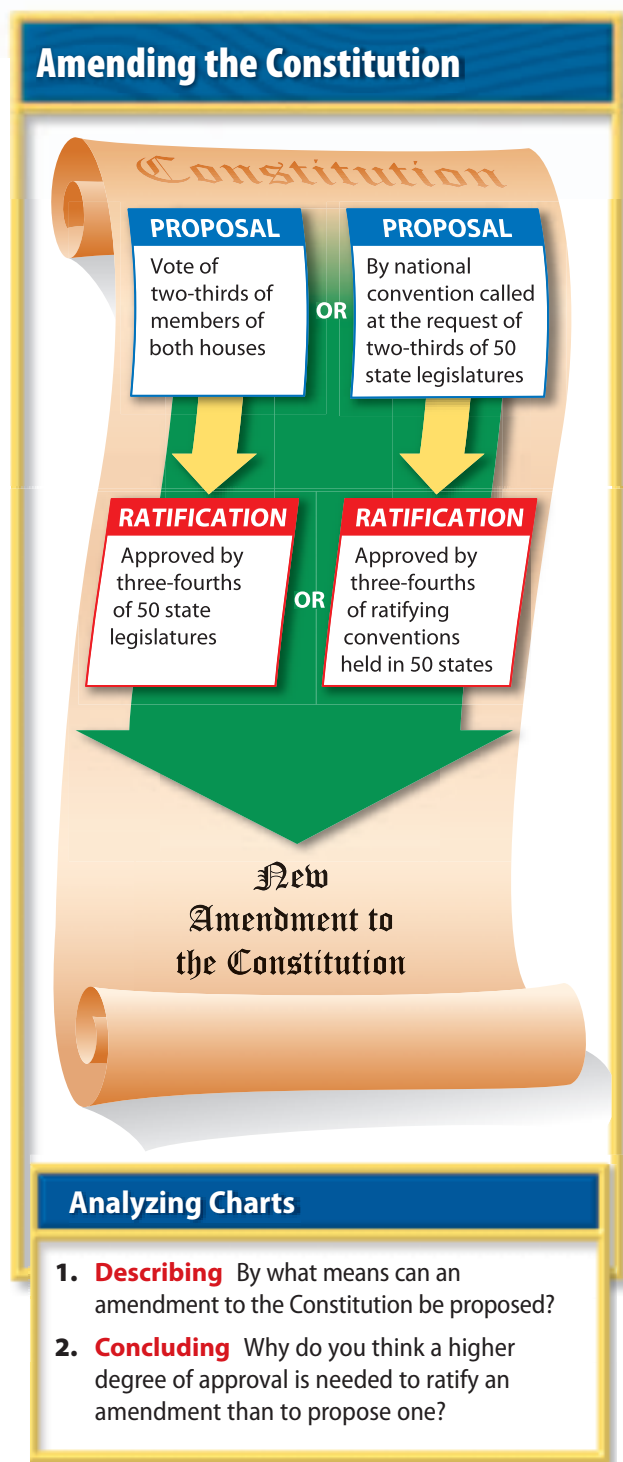 Amending the Constitution
Constitution
PROPOSAL
Vote of
two-thirds of
members of
both houses
OR
PROPOSAL
By national
convention called
at the request of
two-thirds of 50
state legislatures
RATIFICATION
Approved by
three-fourths
of 50 state
legislatures
OR
RATIFICATION
Approved by
three-fourths
of ratifying
conventions
held in 50 states
New
Amendment to
the Constitution
Analyzing Charts
1. Describing By what means can an
amendment to the Constitution be proposed?
2. Concluding Why do you think a higher
degree of approval is needed to ratify an
amendment than to propose one?